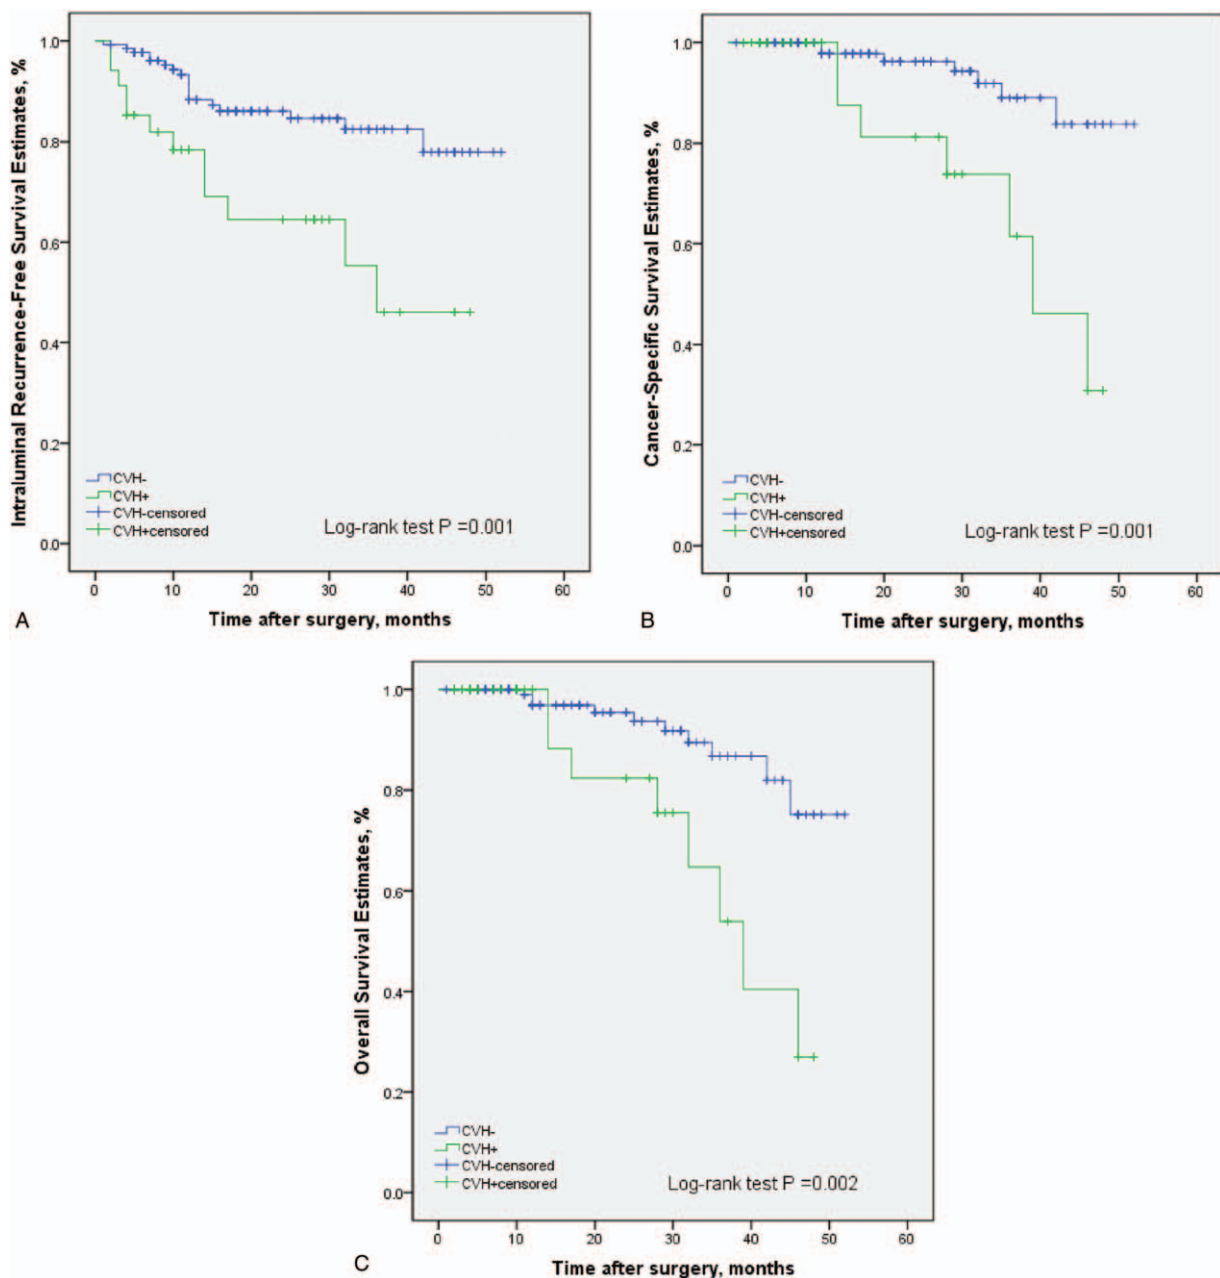 Intraluminal Recurrence-Free Survival Estimates, %
1.0
0.8
0.6
0.4
0.2
0.0
CVH-
CVH+
CVH-censored
CVH+censored
Log-rank test P =0.001
0 10 20 30 40 50 60
Time after surgery, months
A
Cancer-Specific Survival Estimates, %
1.0
0.8
0.6
0.4
0.2
0.0
CVH-
CVH+
CVH-censored
CVH+censored
Log-rank test P =0.001
0 10 20 30 40 50 60
Time after surgery, months
B
Overall Survival Estimates, %
1.0
0.8
0.6
0.4
0.2
0.0
CVH-
CVH+
CVH-censored
CVH+censored
Log-rank test P =0.002
0 10 20 30 40 50 60
Time after surgery, months
C